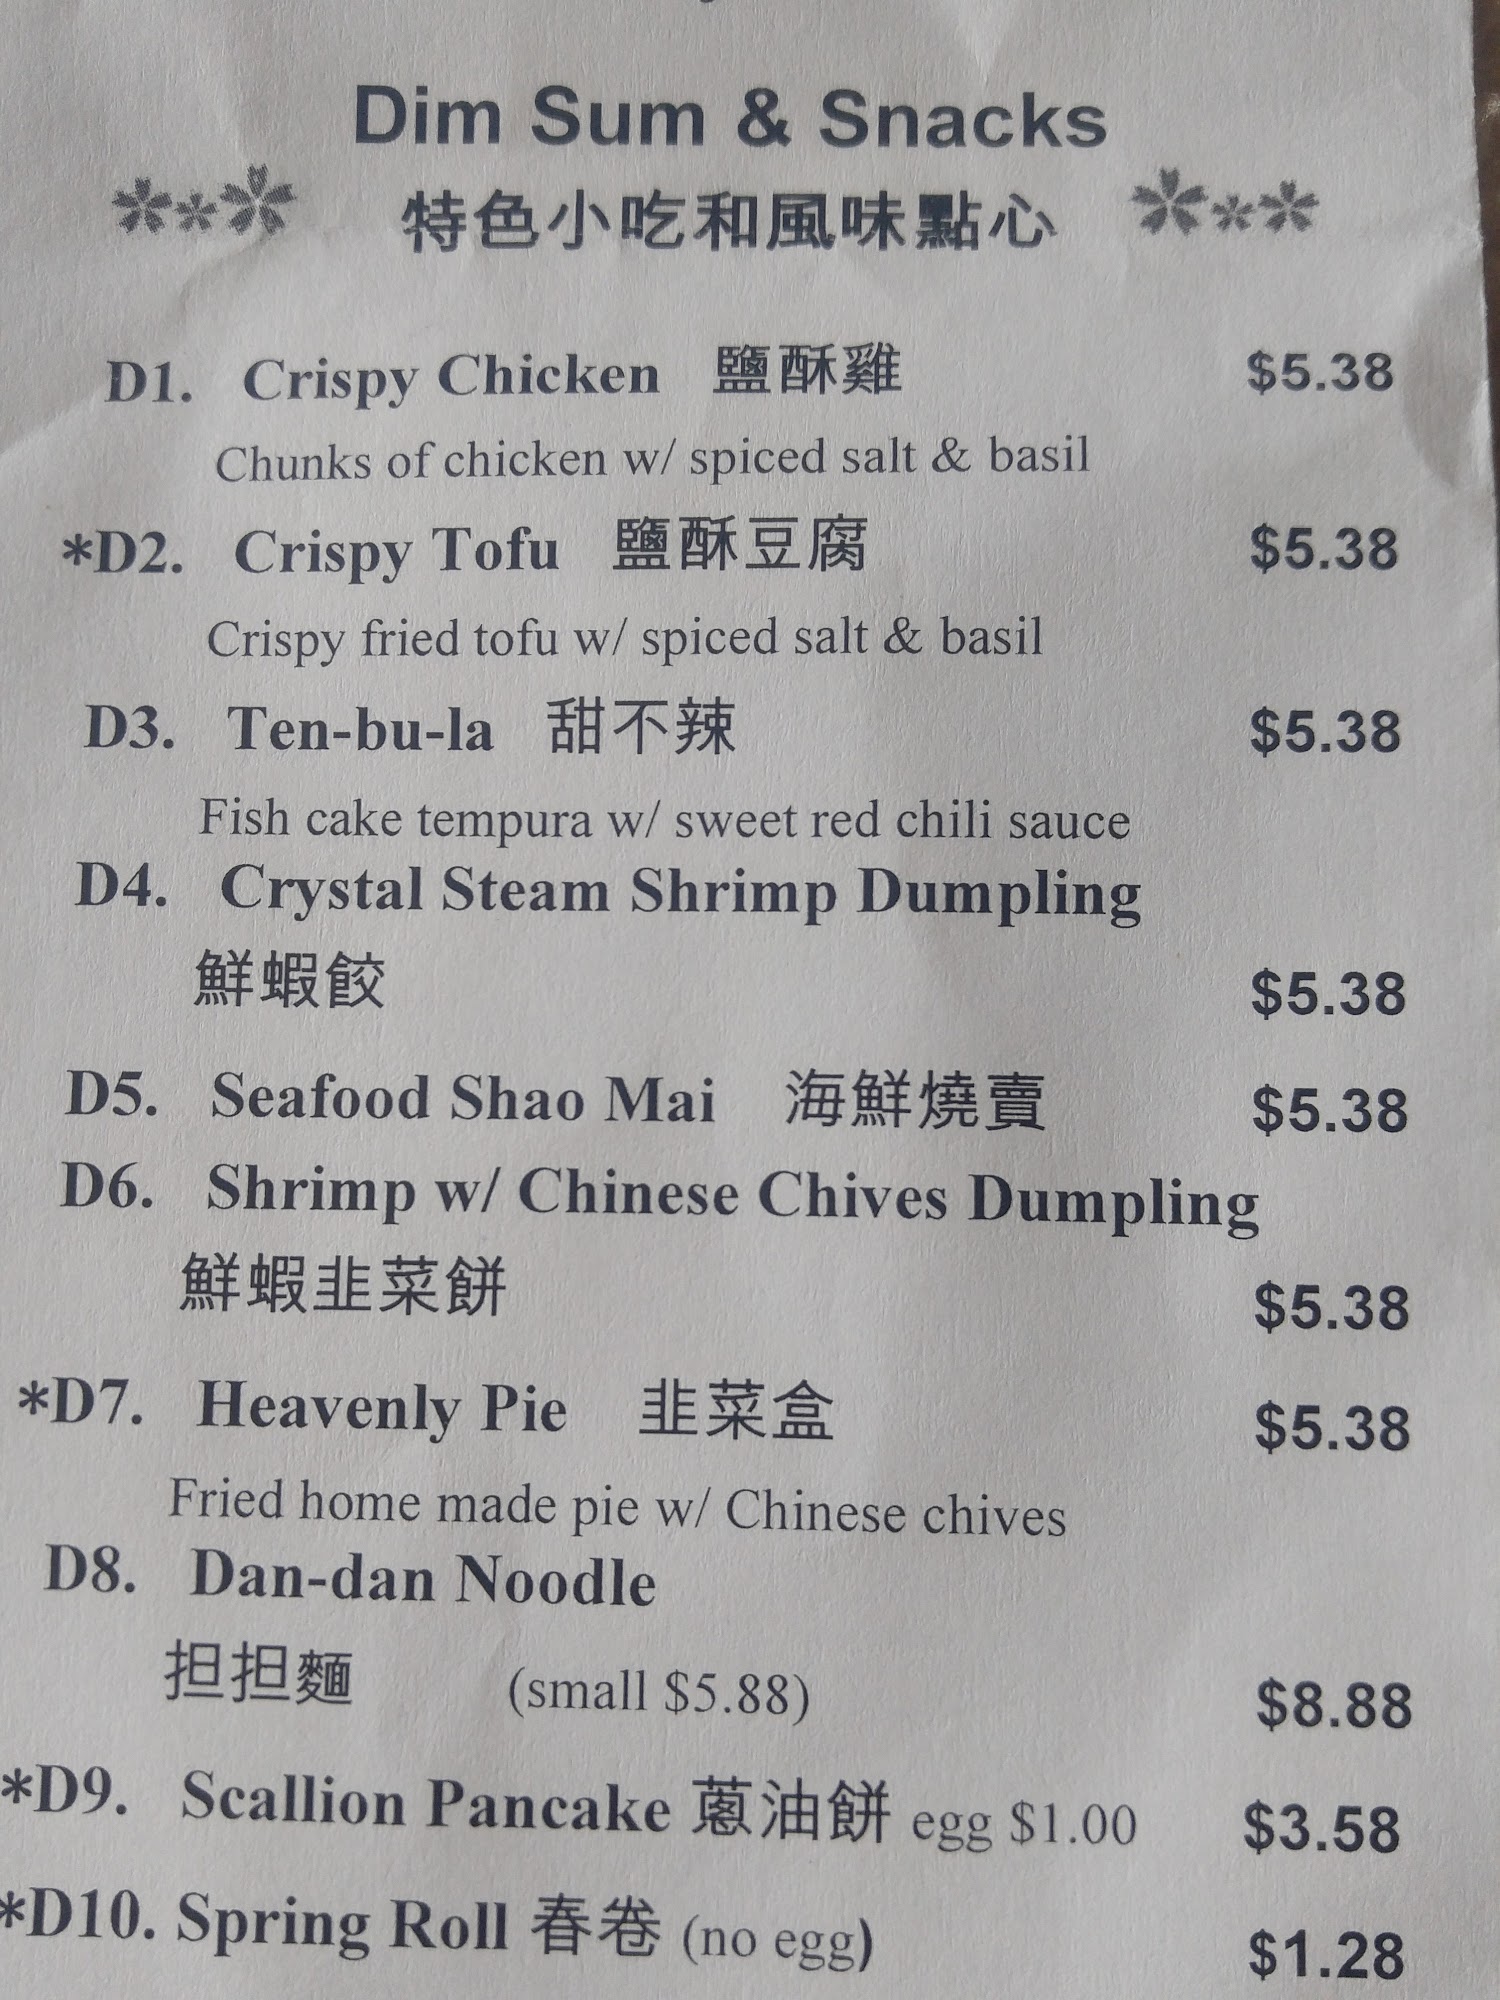 Dim Sum & Snacks
特色小吃和風味點心
D1. Crispy Chicken 鹽酥雞 $5.38
Chunks of chicken w/ spiced salt & basil
*D2. Crispy Tofu 鹽酥豆腐 $5.38
Crispy fried tofu w/ spiced salt & basil
D3. Ten-bu-la 甜不辣 $5.38
Fish cake tempura w/ sweet red chili sauce
D4. Crystal Steam Shrimp Dumpling
鮮蝦餃 $5.38
D5. Seafood Shao Mai 海鮮燒賣 $5.38
D6. Shrimp w/ Chinese Chives Dumpling
鮮蝦韭菜餅 $5.38
*D7. Heavenly Pie 韭菜盒 $5.38
Fried home made pie w/ Chinese chives
D8. Dan-dan Noodle
担担麵 (small $5.88) $8.88
*D9. Scallion Pancake 蔥油餅 egg $1.00 $3.58
*D10. Spring Roll 春卷 (no egg) $1.28